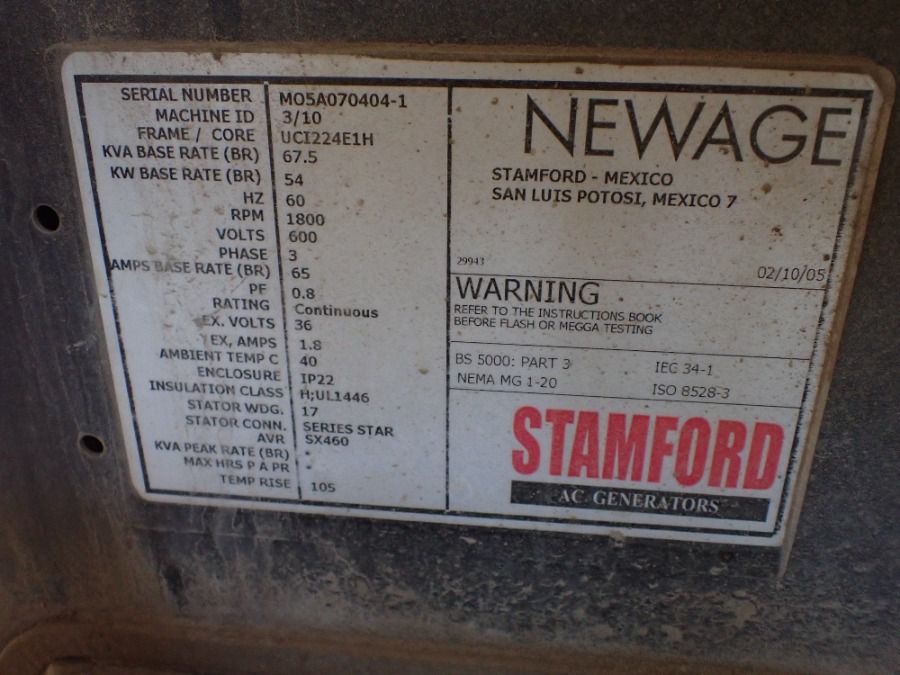 SERIAL NUMBER MO5A070404-1
MACHINE ID 3/10
FRAME / CORE UCI224E1H
KVA BASE RATE (BR) 67.5
KW BASE RATE (BR) 54
HZ 60
RPM 1800
VOLTS 600
PHASE 3
AMPS BASE RATE (BR) 65
PF 0.8
RATING Continuous
EX. VOLTS 36
EX, AMPS 1.8
AMBIENT TEMP C 40
ENCLOSURE IP22
INSULATION CLASS H;UL1446
STATOR WDG. 17
STATOR CONN. SERIES STAR
AVR SX460
KVA PEAK RATE (BR) -
MAX HRS P A PR -
TEMP RISE 105
NEWAGE
STAMFORD - MEXICO
SAN LUIS POTOSI, MEXICO 7
29943
02/10/05
WARNING
REFER TO THE INSTRUCTIONS BOOK
BEFORE FLASH OR MEGGA TESTING
BS 5000: PART 3 IEC 34-1
NEMA MG 1-20 ISO 8528-3
STAMFORD
AC GENERATORS